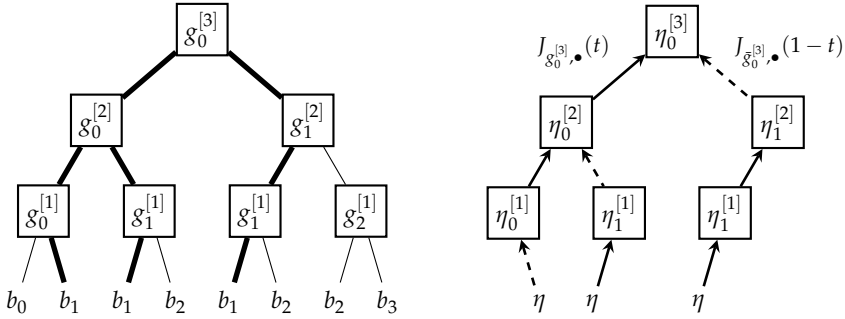 g_0^{[3]} η_0^{[3]}
J_{g_0^{[3]},•}(t) J_{\bar{g}_0^{[3]},•}(1 − t)
g_0^{[2]} g_1^{[2]} η_0^{[2]} η_1^{[2]}
g_0^{[1]} g_1^{[1]} g_1^{[1]} g_2^{[1]} η_0^{[1]} η_1^{[1]} η_1^{[1]}
b_0 b_1 b_1 b_2 b_1 b_2 b_2 b_3 η η η